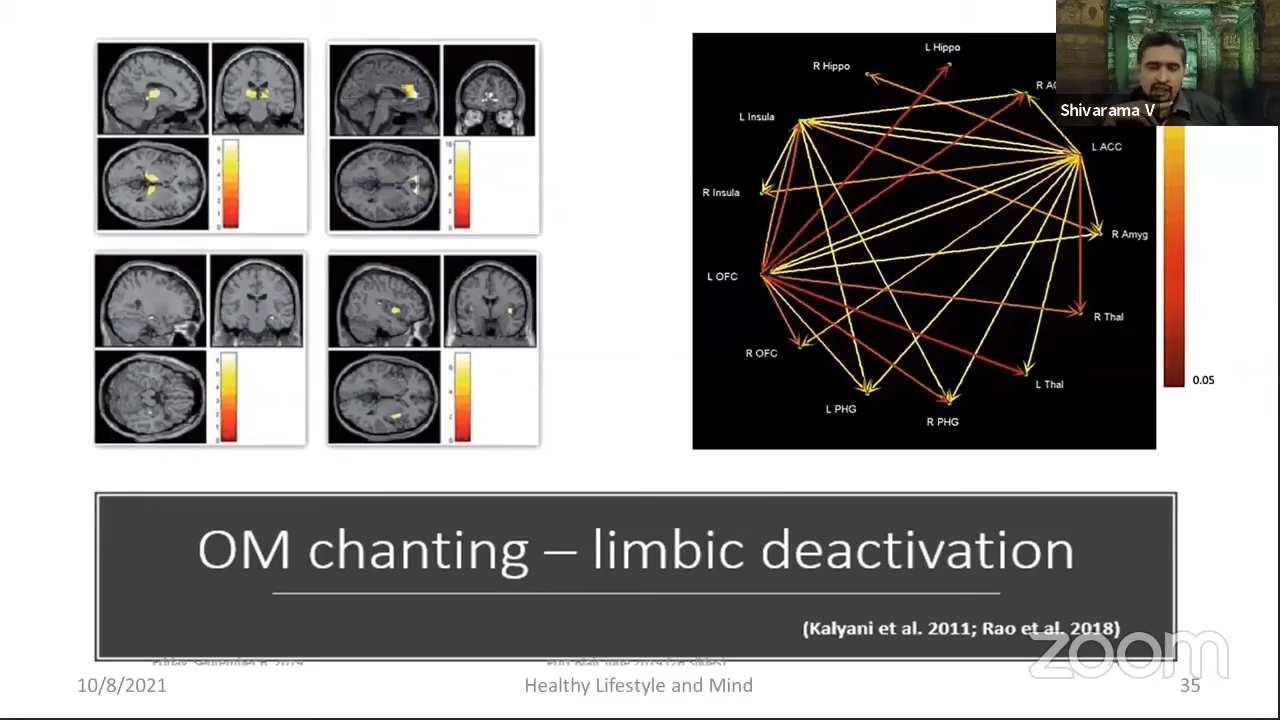 L Hippo
R Hippo
Shivarama V
L Insula
L ACC
R Insula
R Amyg
L OFC
R Thal
R OFC
L Thal
0.05
L PHG
R PHG
OM chanting – limbic deactivation
(Kalyani et al. 2011; Rao et al. 2018)
zoom
10/8/2021
Healthy Lifestyle and Mind
35